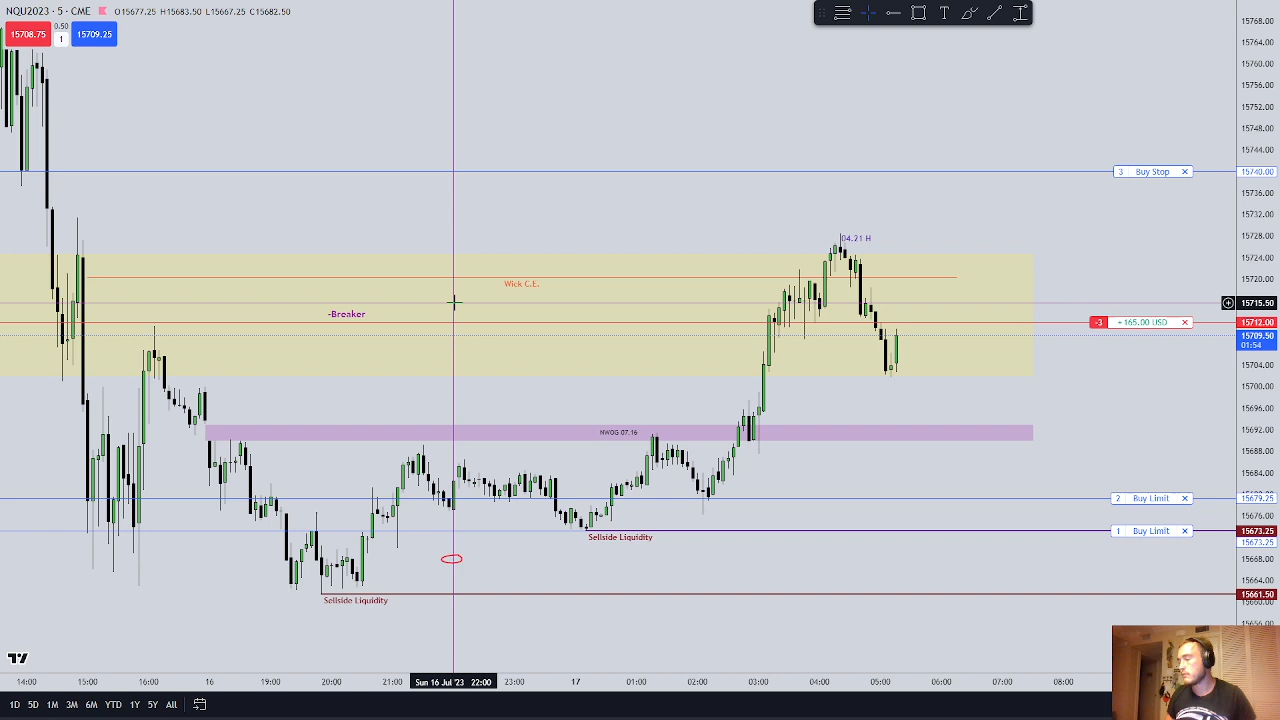 NQU2023 · 5 · CME O15677.25 H15683.50 L15667.25 C15682.50
15708.75 0.50 1 15709.25
15768.00
15764.00
15760.00
15756.00
15752.00
15748.00
15744.00
3 Buy Stop × 15740.00
15736.00
15732.00
04.21 H
15728.00
15724.00
15720.00
Wick C.E.
15715.50
-Breaker
-3 +165.00 USD × 15712.00
15709.50
01:54
15704.00
15700.00
15696.00
NWOG 07.16
15692.00
15688.00
15684.00
2 Buy Limit × 15679.25
15676.00
1 Buy Limit × 15673.25
Sellside Liquidity
15673.25
15668.00
15664.00
15661.50
Sellside Liquidity
15660.00
15656.00
14:00 15:00 16:00 16 19:00 20:00 21:00 Sun 16 Jul '23 22:00 23:00 17 01:00 02:00 03:00 04:00 05:00 06:00 07:00 08:00
1D 5D 1M 3M 6M YTD 1Y 5Y All